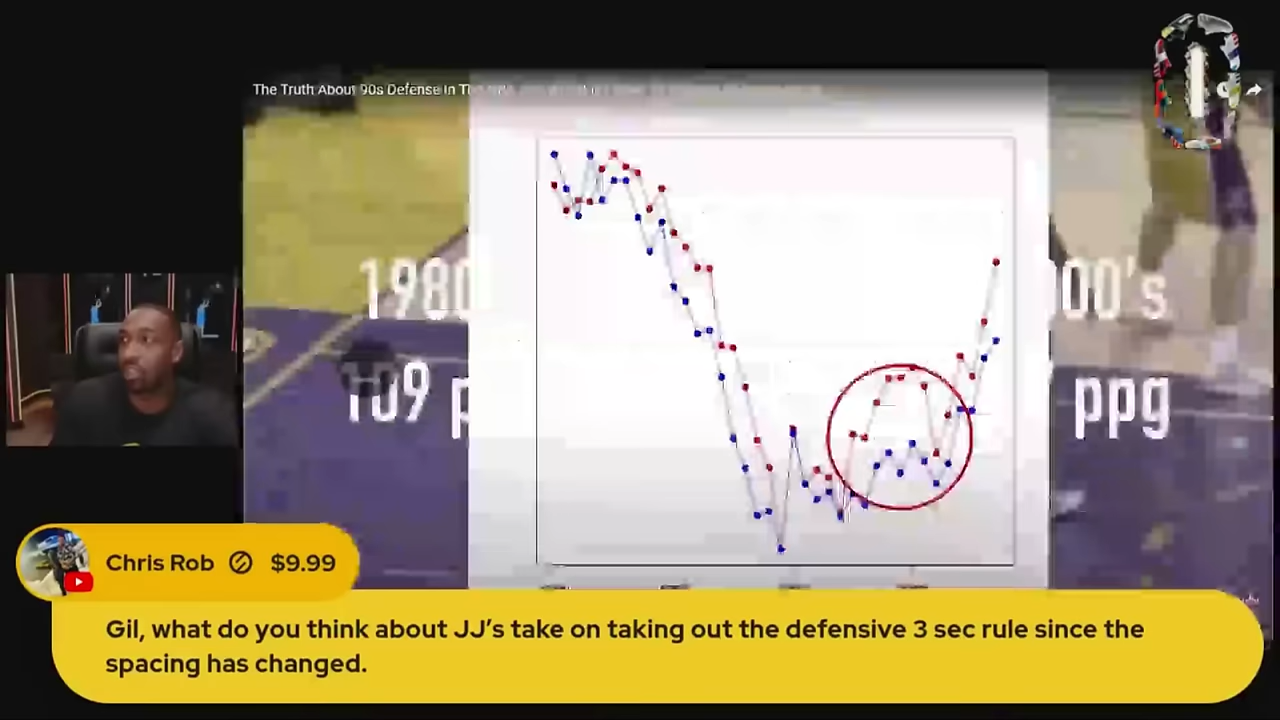 The Truth About 90s Defense In
1980
00's
109 p
ppg
Chris Rob $9.99
Gil, what do you think about JJ's take on taking out the defensive 3 sec rule since the
spacing has changed.